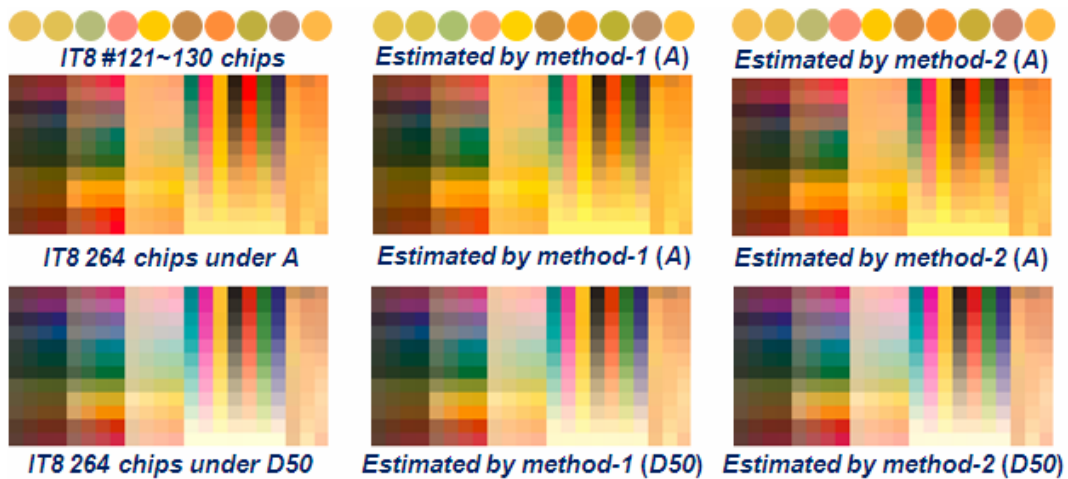 IT8 #121~130 chips
Estimated by method-1 (A)
Estimated by method-2 (A)
IT8 264 chips under A
Estimated by method-1 (A)
Estimated by method-2 (A)
IT8 264 chips under D50
Estimated by method-1 (D50)
Estimated by method-2 (D50)